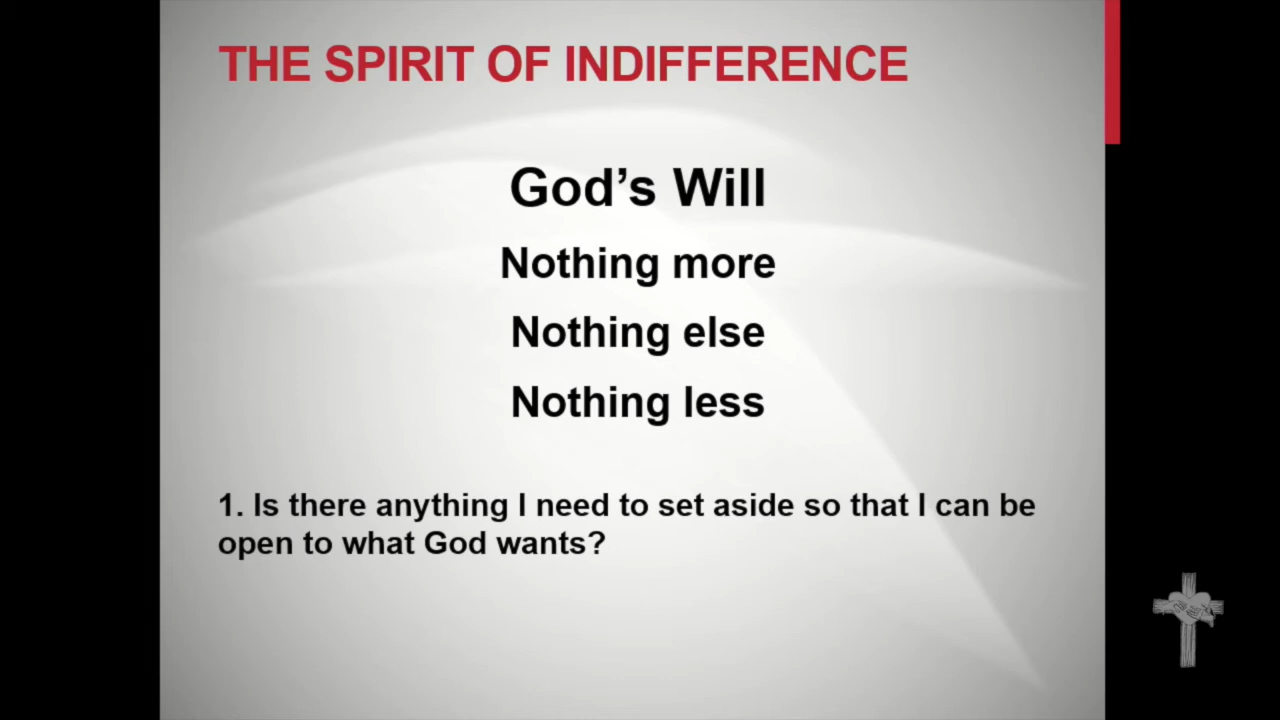 THE SPIRIT OF INDIFFERENCE
God’s Will
Nothing more
Nothing else
Nothing less
1. Is there anything I need to set aside so that I can be
open to what God wants?